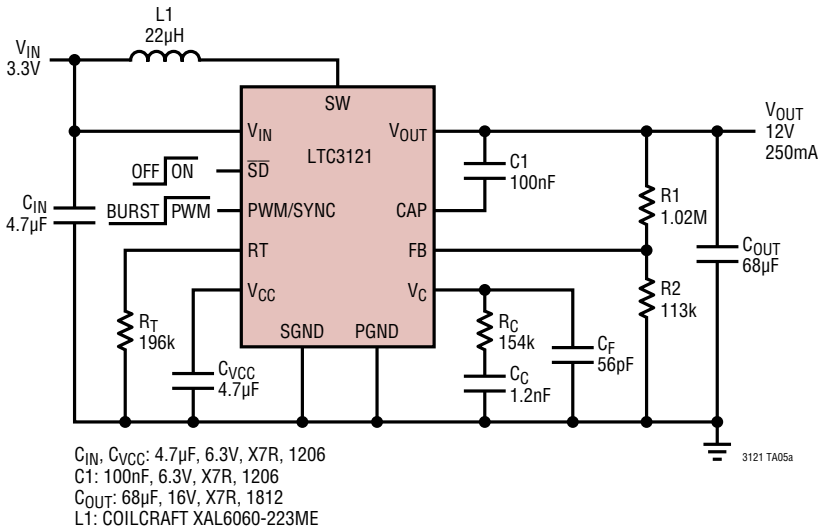 L1
22µH
VIN
3.3V
SW
VIN
VOUT
VOUT
12V
250mA
LTC3121
SD
OFF ON
C1
100nF
PWM/SYNC
BURST PWM
CAP
CIN
4.7µF
R1
1.02M
RT
FB
COUT
68µF
VCC
VC
R2
113k
RT
196k
SGND
PGND
RC
154k
CF
56pF
CVCC
4.7µF
CC
1.2nF
3121 TA05a
CIN, CVCC: 4.7µF, 6.3V, X7R, 1206
C1: 100nF, 6.3V, X7R, 1206
COUT: 68µF, 16V, X7R, 1812
L1: COILCRAFT XAL6060-223ME